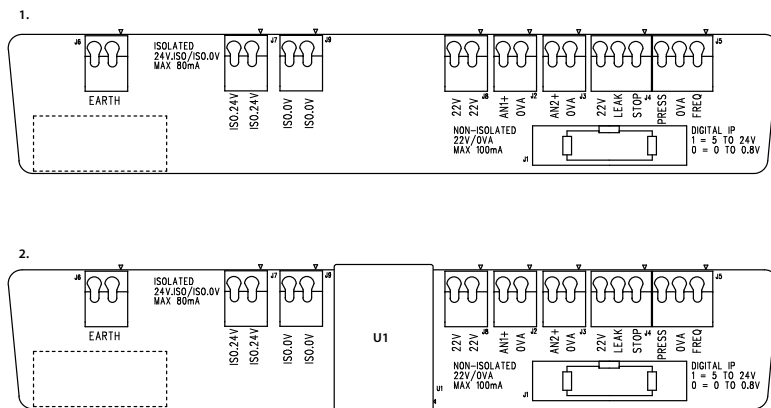 1.
J6
EARTH
ISOLATED
24V.ISO/ISO.0V
MAX 80mA
J7
ISO.24V
ISO.24V
J9
ISO.0V
ISO.0V
J8
22V
22V
J2
AN1+
0VA
J3
AN2+
0VA
J4
22V
LEAK
STOP
J5
PRESS
0VA
FREQ
NON-ISOLATED
22V/0VA
MAX 100mA
J1
DIGITAL IP
1 = 5 TO 24V
0 = 0 TO 0.8V
2.
J6
EARTH
ISOLATED
24V.ISO/ISO.0V
MAX 80mA
J7
ISO.24V
ISO.24V
J9
ISO.0V
ISO.0V
U1
U1
J8
22V
22V
J2
AN1+
0VA
J3
AN2+
0VA
J4
22V
LEAK
STOP
J5
PRESS
0VA
FREQ
NON-ISOLATED
22V/0VA
MAX 100mA
J1
DIGITAL IP
1 = 5 TO 24V
0 = 0 TO 0.8V